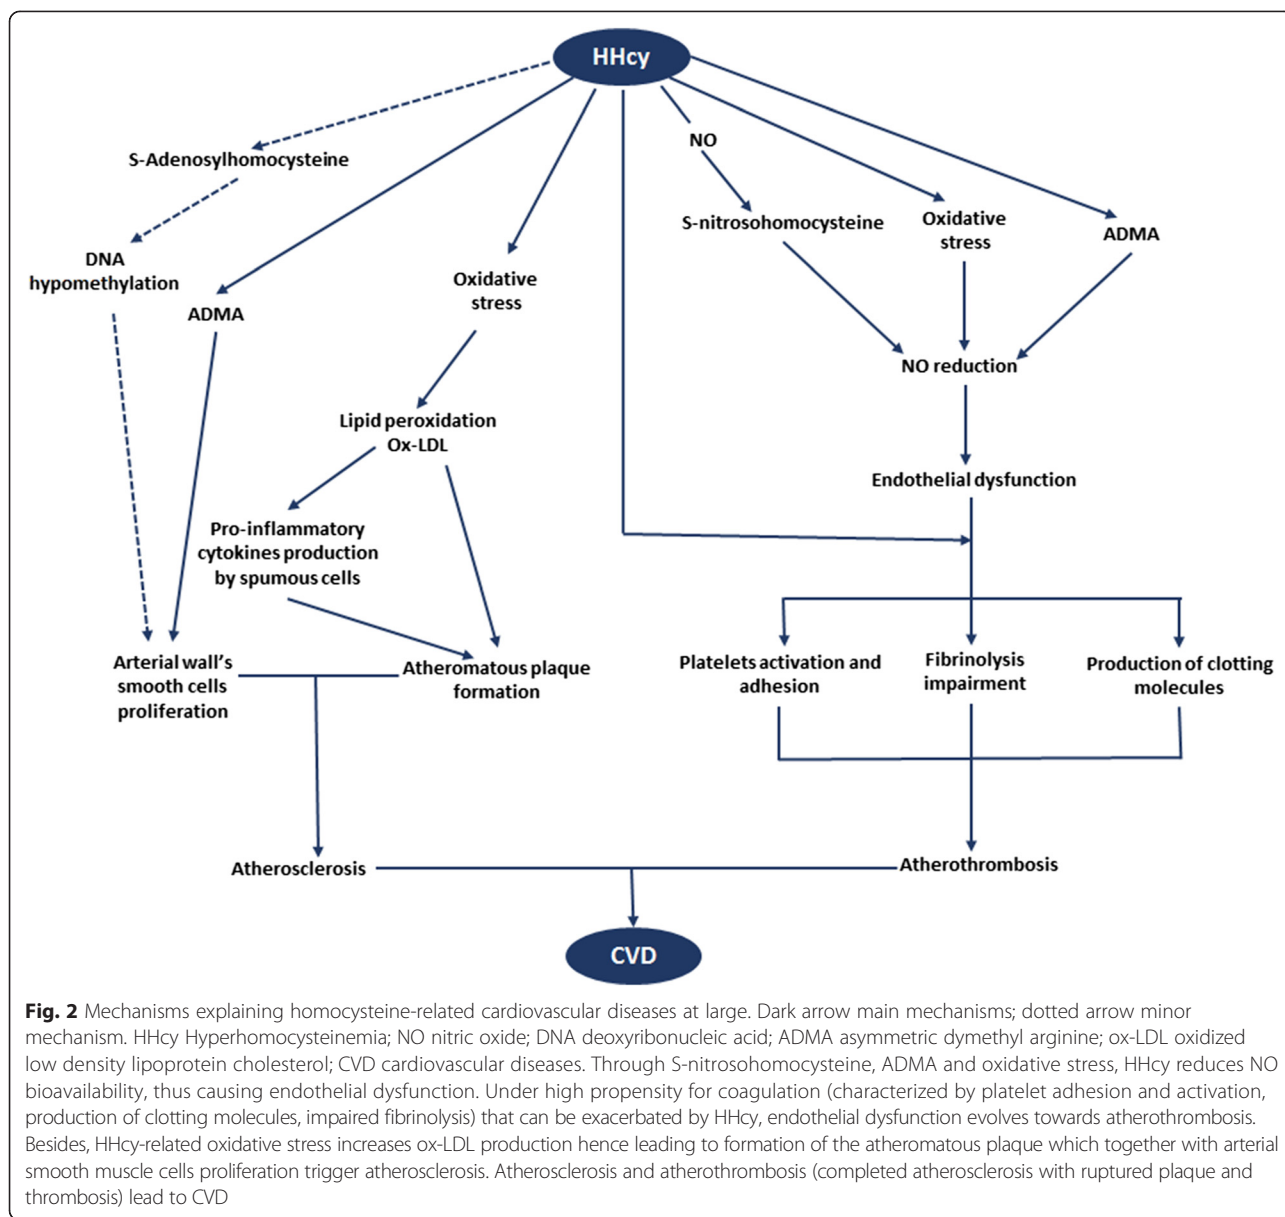 HHcy
NO
S-Adenosylhomocysteine
S-nitrosohomocysteine
Oxidative
stress
ADMA
DNA
hypomethylation
ADMA
Oxidative
stress
NO reduction
Lipid peroxidation
Ox-LDL
Endothelial dysfunction
Pro-inflammatory
cytokines production
by spumous cells
Arterial wall's
smooth cells
proliferation
Atheromatous plaque
formation
Platelets activation and
adhesion
Fibrinolysis
impairment
Production of clotting
molecules
Atherosclerosis
Atherothrombosis
CVD
Fig. 2 Mechanisms explaining homocysteine-related cardiovascular diseases at large. Dark arrow main mechanisms; dotted arrow minor
mechanism. HHcy Hyperhomocysteinemia; NO nitric oxide; DNA deoxyribonucleic acid; ADMA asymmetric dymethyl arginine; ox-LDL oxidized
low density lipoprotein cholesterol; CVD cardiovascular diseases. Through S-nitrosohomocysteine, ADMA and oxidative stress, HHcy reduces NO
bioavailability, thus causing endothelial dysfunction. Under high propensity for coagulation (characterized by platelet adhesion and activation,
production of clotting molecules, impaired fibrinolysis) that can be exacerbated by HHcy, endothelial dysfunction evolves towards atherothrombosis.
Besides, HHcy-related oxidative stress increases ox-LDL production hence leading to formation of the atheromatous plaque which together with arterial
smooth muscle cells proliferation trigger atherosclerosis. Atherosclerosis and atherothrombosis (completed atherosclerosis with ruptured plaque and
thrombosis) lead to CVD